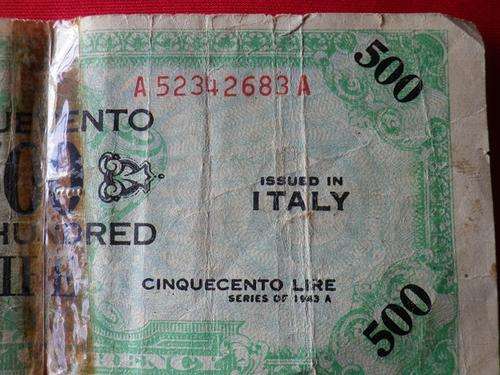 500
A 52342683 A
ENTO
ISSUED IN
ITALY
HUNDRED
CINQUECENTO LIRE
SERIES OF 1943 A
500